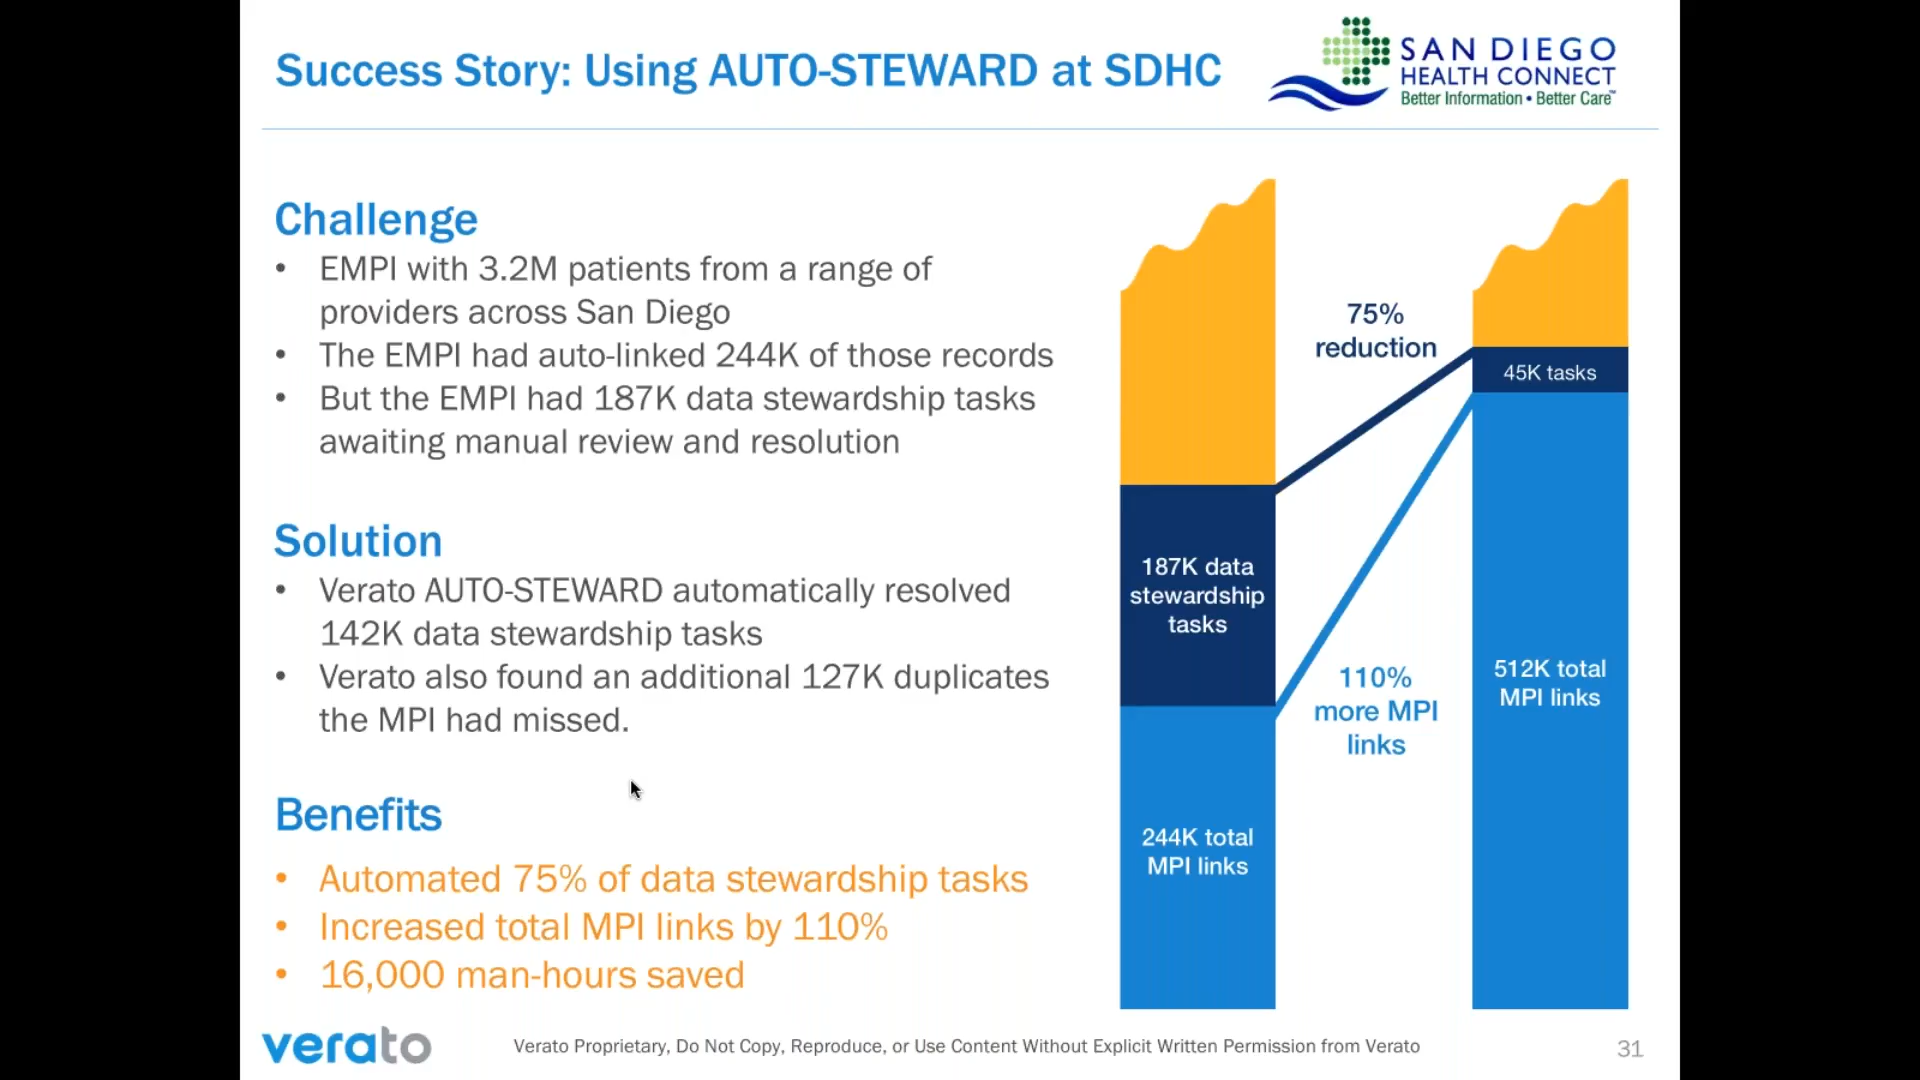 Success Story: Using AUTO-STEWARD at SDHC
SAN DIEGO
HEALTH CONNECT
Better Information • Better Care™
Challenge
• EMPI with 3.2M patients from a range of
providers across San Diego
• The EMPI had auto-linked 244K of those records
• But the EMPI had 187K data stewardship tasks
awaiting manual review and resolution
Solution
• Verato AUTO-STEWARD automatically resolved
142K data stewardship tasks
• Verato also found an additional 127K duplicates
the MPI had missed.
Benefits
• Automated 75% of data stewardship tasks
• Increased total MPI links by 110%
• 16,000 man-hours saved
187K data
stewardship
tasks
244K total
MPI links
75%
reduction
110%
more MPI
links
45K tasks
512K total
MPI links
verato
Verato Proprietary, Do Not Copy, Reproduce, or Use Content Without Explicit Written Permission from Verato
31